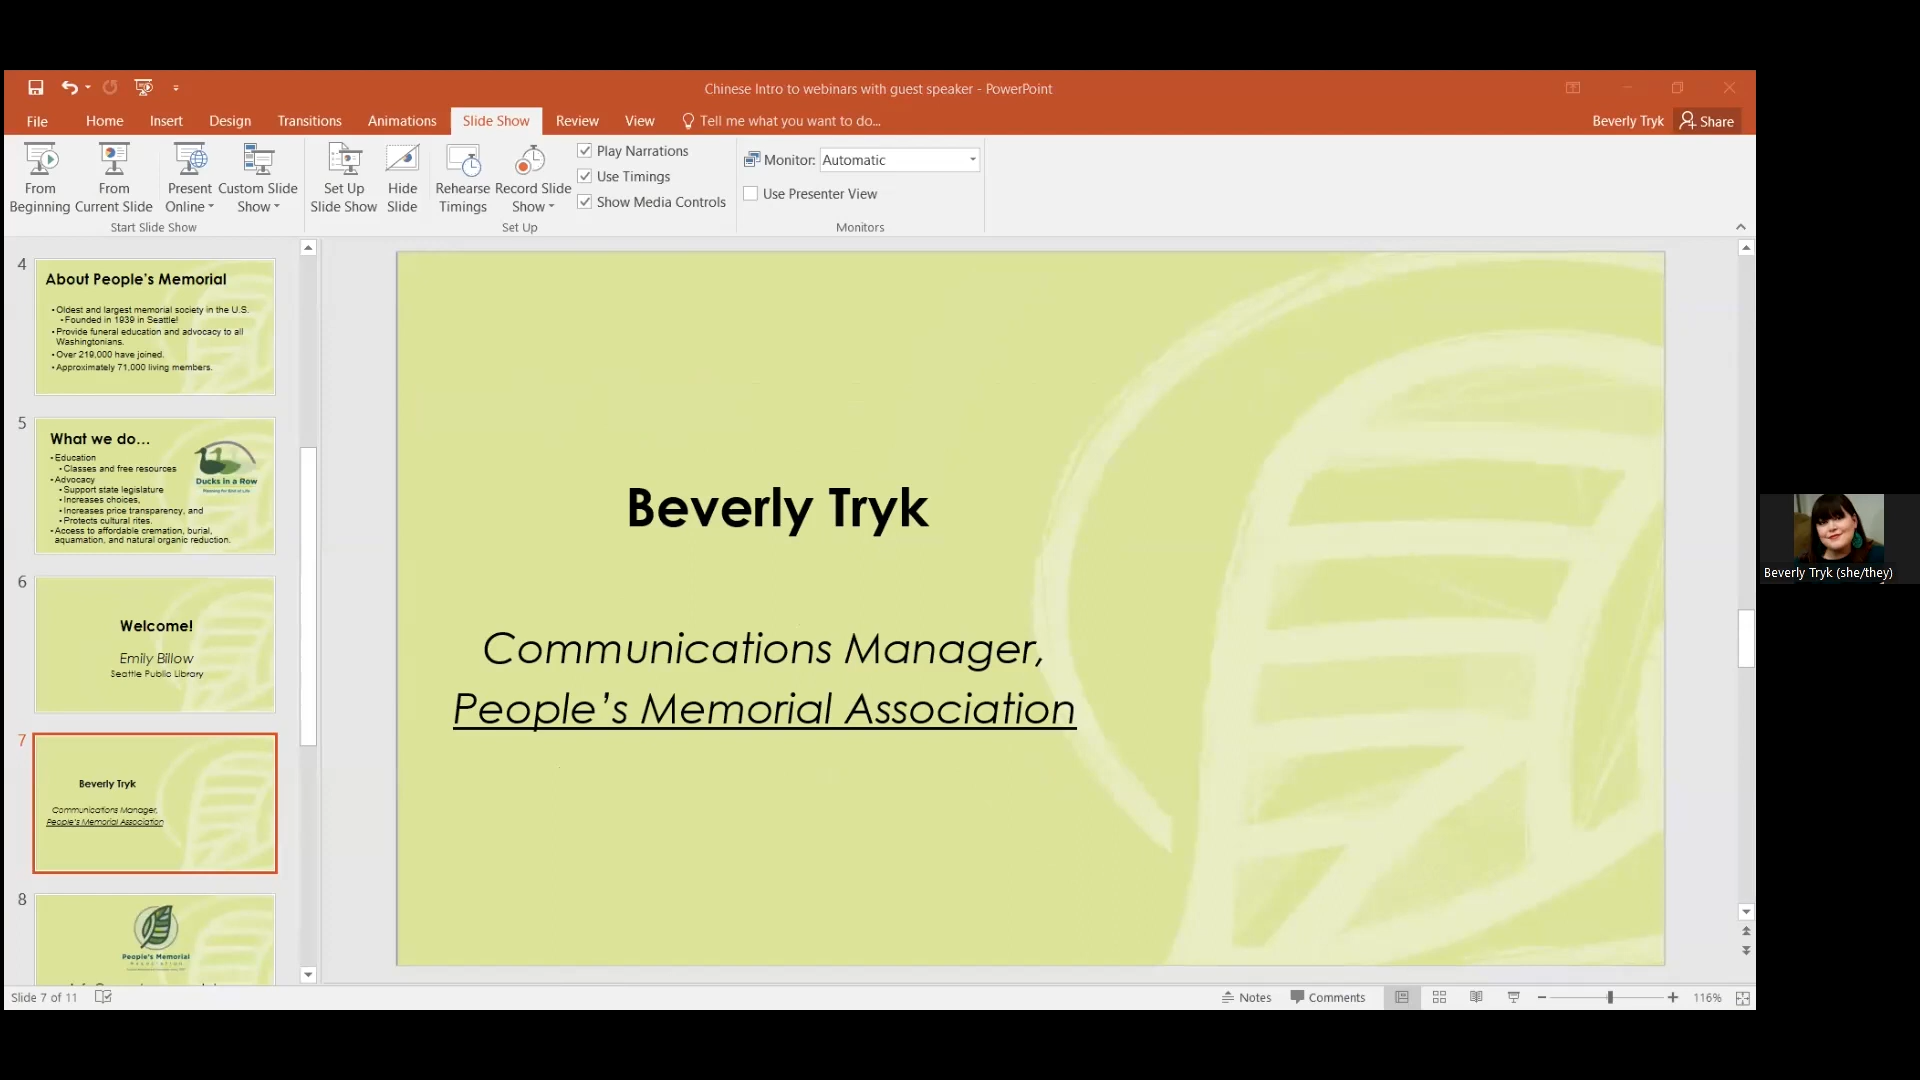 Chinese Intro to webinars with guest speaker - PowerPoint
File Home Insert Design Transitions Animations Slide Show Review View Tell me what you want to do... Beverly Tryk Share
From Beginning
From Current Slide
Present Online
Custom Slide Show
Start Slide Show
Set Up Slide Show
Hide Slide
Rehearse Timings
Record Slide Show
Play Narrations
Use Timings
Show Media Controls
Set Up
Monitor: Automatic
Use Presenter View
Monitors
4
About People's Memorial
• Oldest and largest memorial society in the U.S.
• Founded in 1939 in Seattle!
• Provide funeral education and advocacy to all
Washingtonians.
• Over 219,000 have joined.
• Approximately 71,000 living members.
5
What we do…
• Education
• Classes and free resources
• Advocacy
• Support state legislature
• Increases choices,
• Increases price transparency, and
• Protects cultural rites.
• Access to affordable cremation, burial,
aquamation, and natural organic reduction.
Ducks in a Row
6
Welcome!
Emily Billow
Seattle Public Library
7
Beverly Tryk
Communications Manager,
People's Memorial Association
8
People's Memorial
Association
Beverly Tryk
Communications Manager,
People’s Memorial Association
Beverly Tryk (she/they)
Slide 7 of 11
Notes Comments 116%